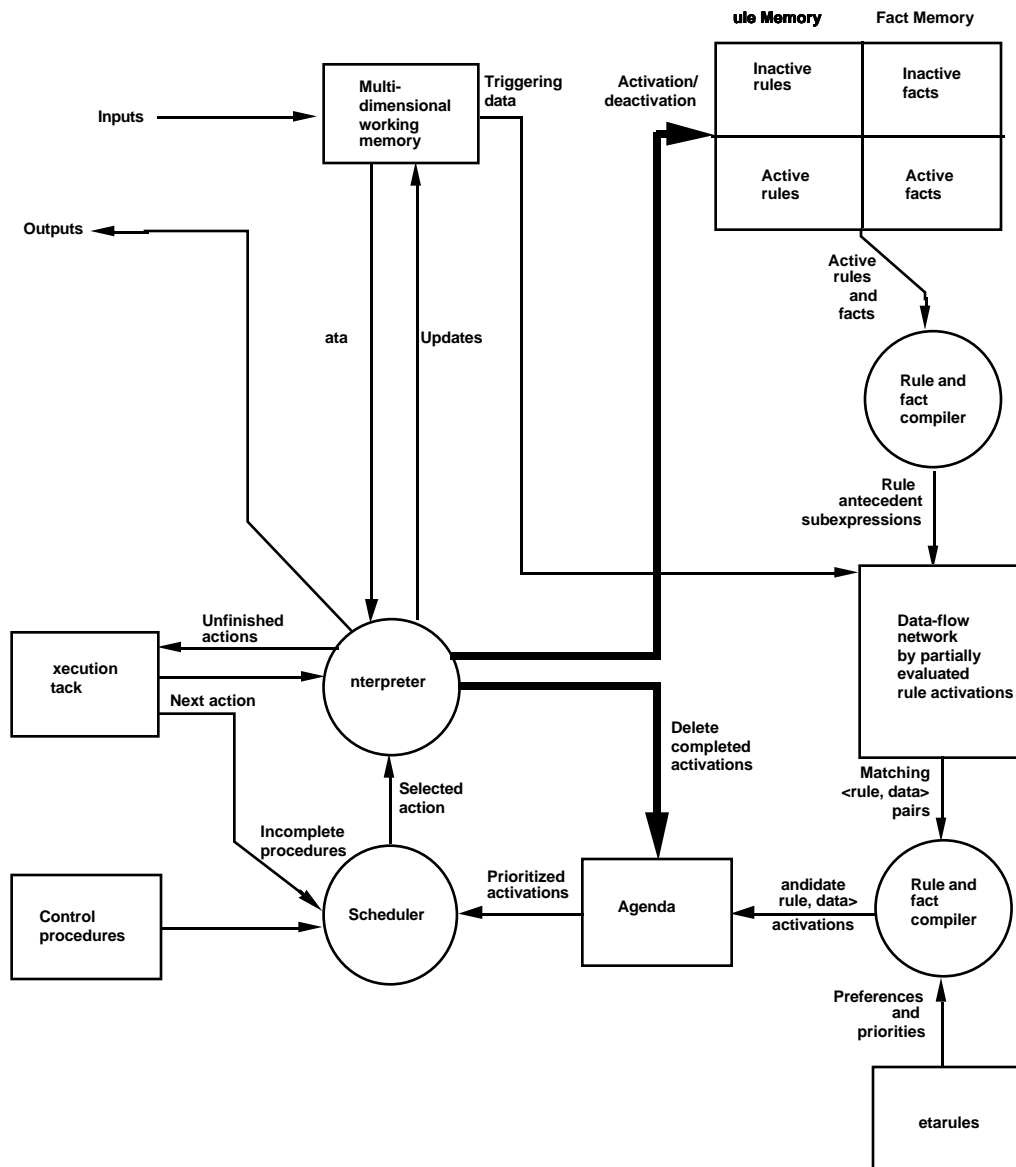 ule Memory
Fact Memory
Inactive
rules
Inactive
facts
Active
rules
Active
facts
Multi-
dimensional
working
memory
Triggering
data
Activation/
deactivation
Inputs
Outputs
ata
Updates
Active
rules
and
facts
Rule and
fact
compiler
Rule
antecedent
subexpressions
Data-flow
network
by partially
evaluated
rule activations
Unfinished
actions
xecution
tack
Next action
nterpreter
Delete
completed
activations
Selected
action
Incomplete
procedures
Matching
<rule, data>
pairs
Control
procedures
Scheduler
Prioritized
activations
Agenda
andidate
rule, data>
activations
Rule and
fact
compiler
Preferences
and
priorities
etarules